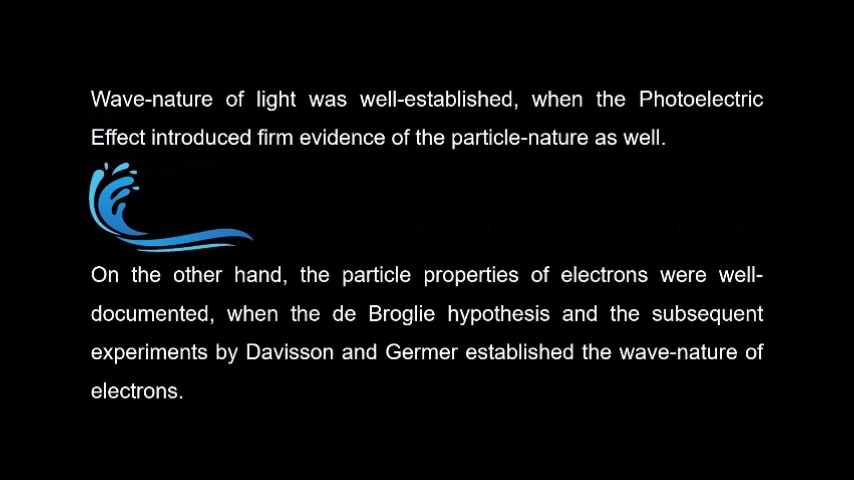 Wave-nature of light was well-established, when the Photoelectric
Effect introduced firm evidence of the particle-nature as well.
On the other hand, the particle properties of electrons were well-
documented, when the de Broglie hypothesis and the subsequent
experiments by Davisson and Germer established the wave-nature of
electrons.